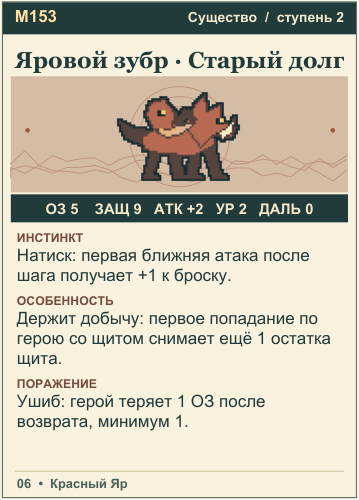 М153
Существо / ступень 2
Яровой зубр · Старый долг
ОЗ 5 ЗАЩ 9 АТК +2 УР 2 ДАЛЬ 0
ИНСТИНКТ
Натиск: первая ближняя атака после
шага получает +1 к броску.
ОСОБЕННОСТЬ
Держит добычу: первое попадание по
герою со щитом снимает ещё 1 остатка
щита.
ПОРАЖЕНИЕ
Ушиб: герой теряет 1 ОЗ после
возврата, минимум 1.
06 • Красный Яр